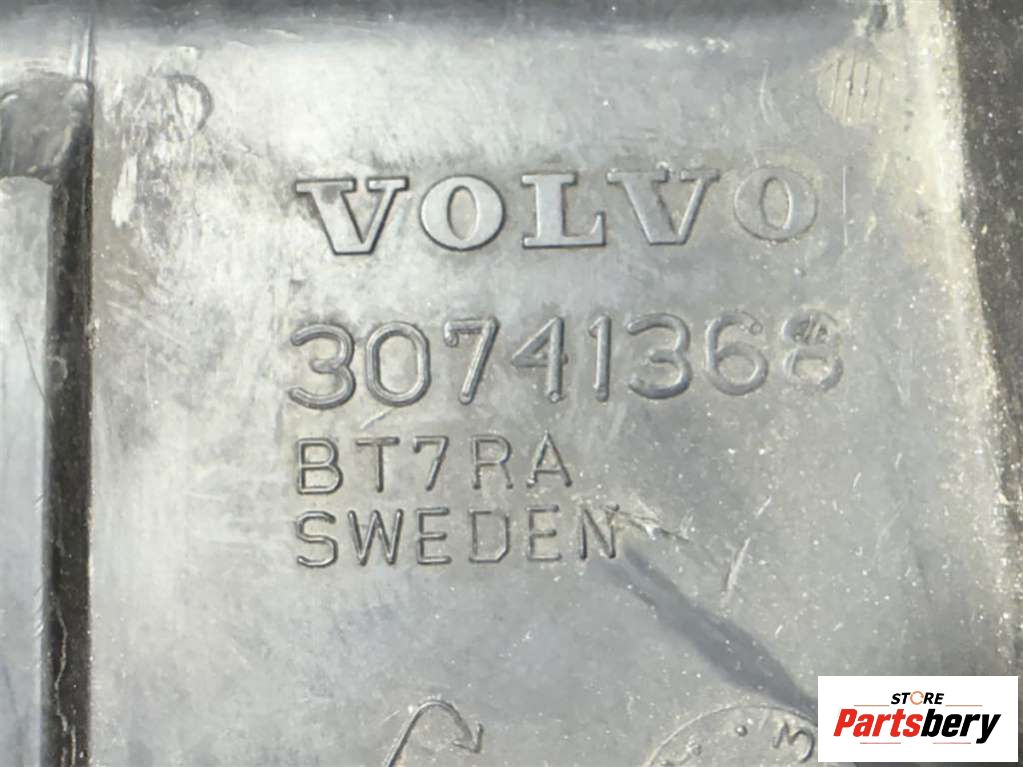 VOLVO
30741368
BT7RA
SWEDEN
STORE
Partsbery